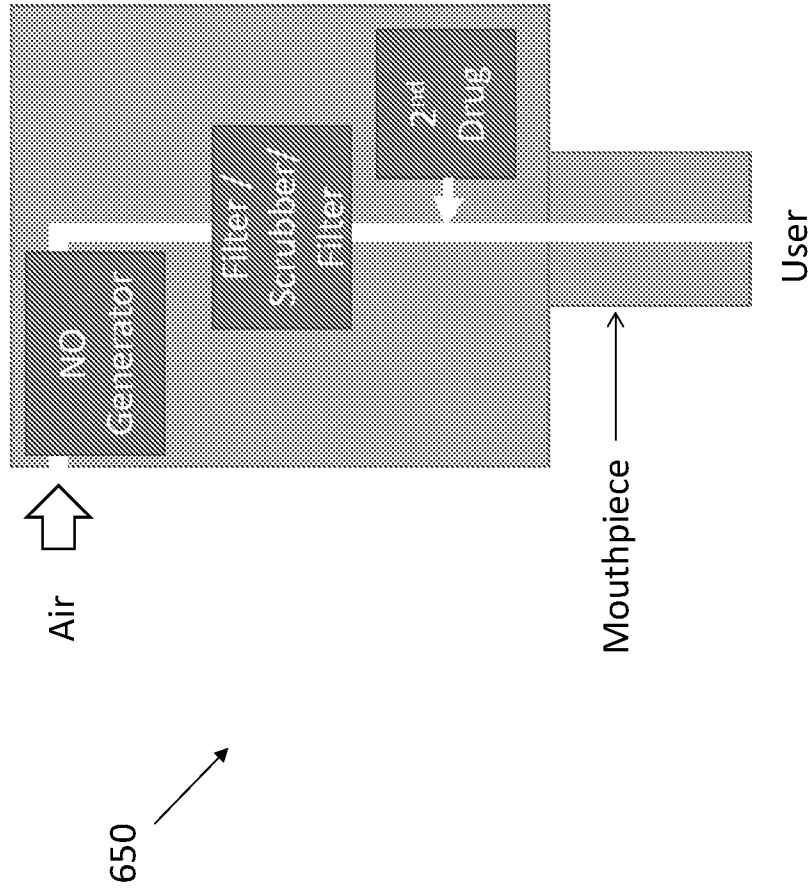 Air
NO
Generator
650
Filter /
Scrubber/
Filter
2nd
Drug
Mouthpiece
User